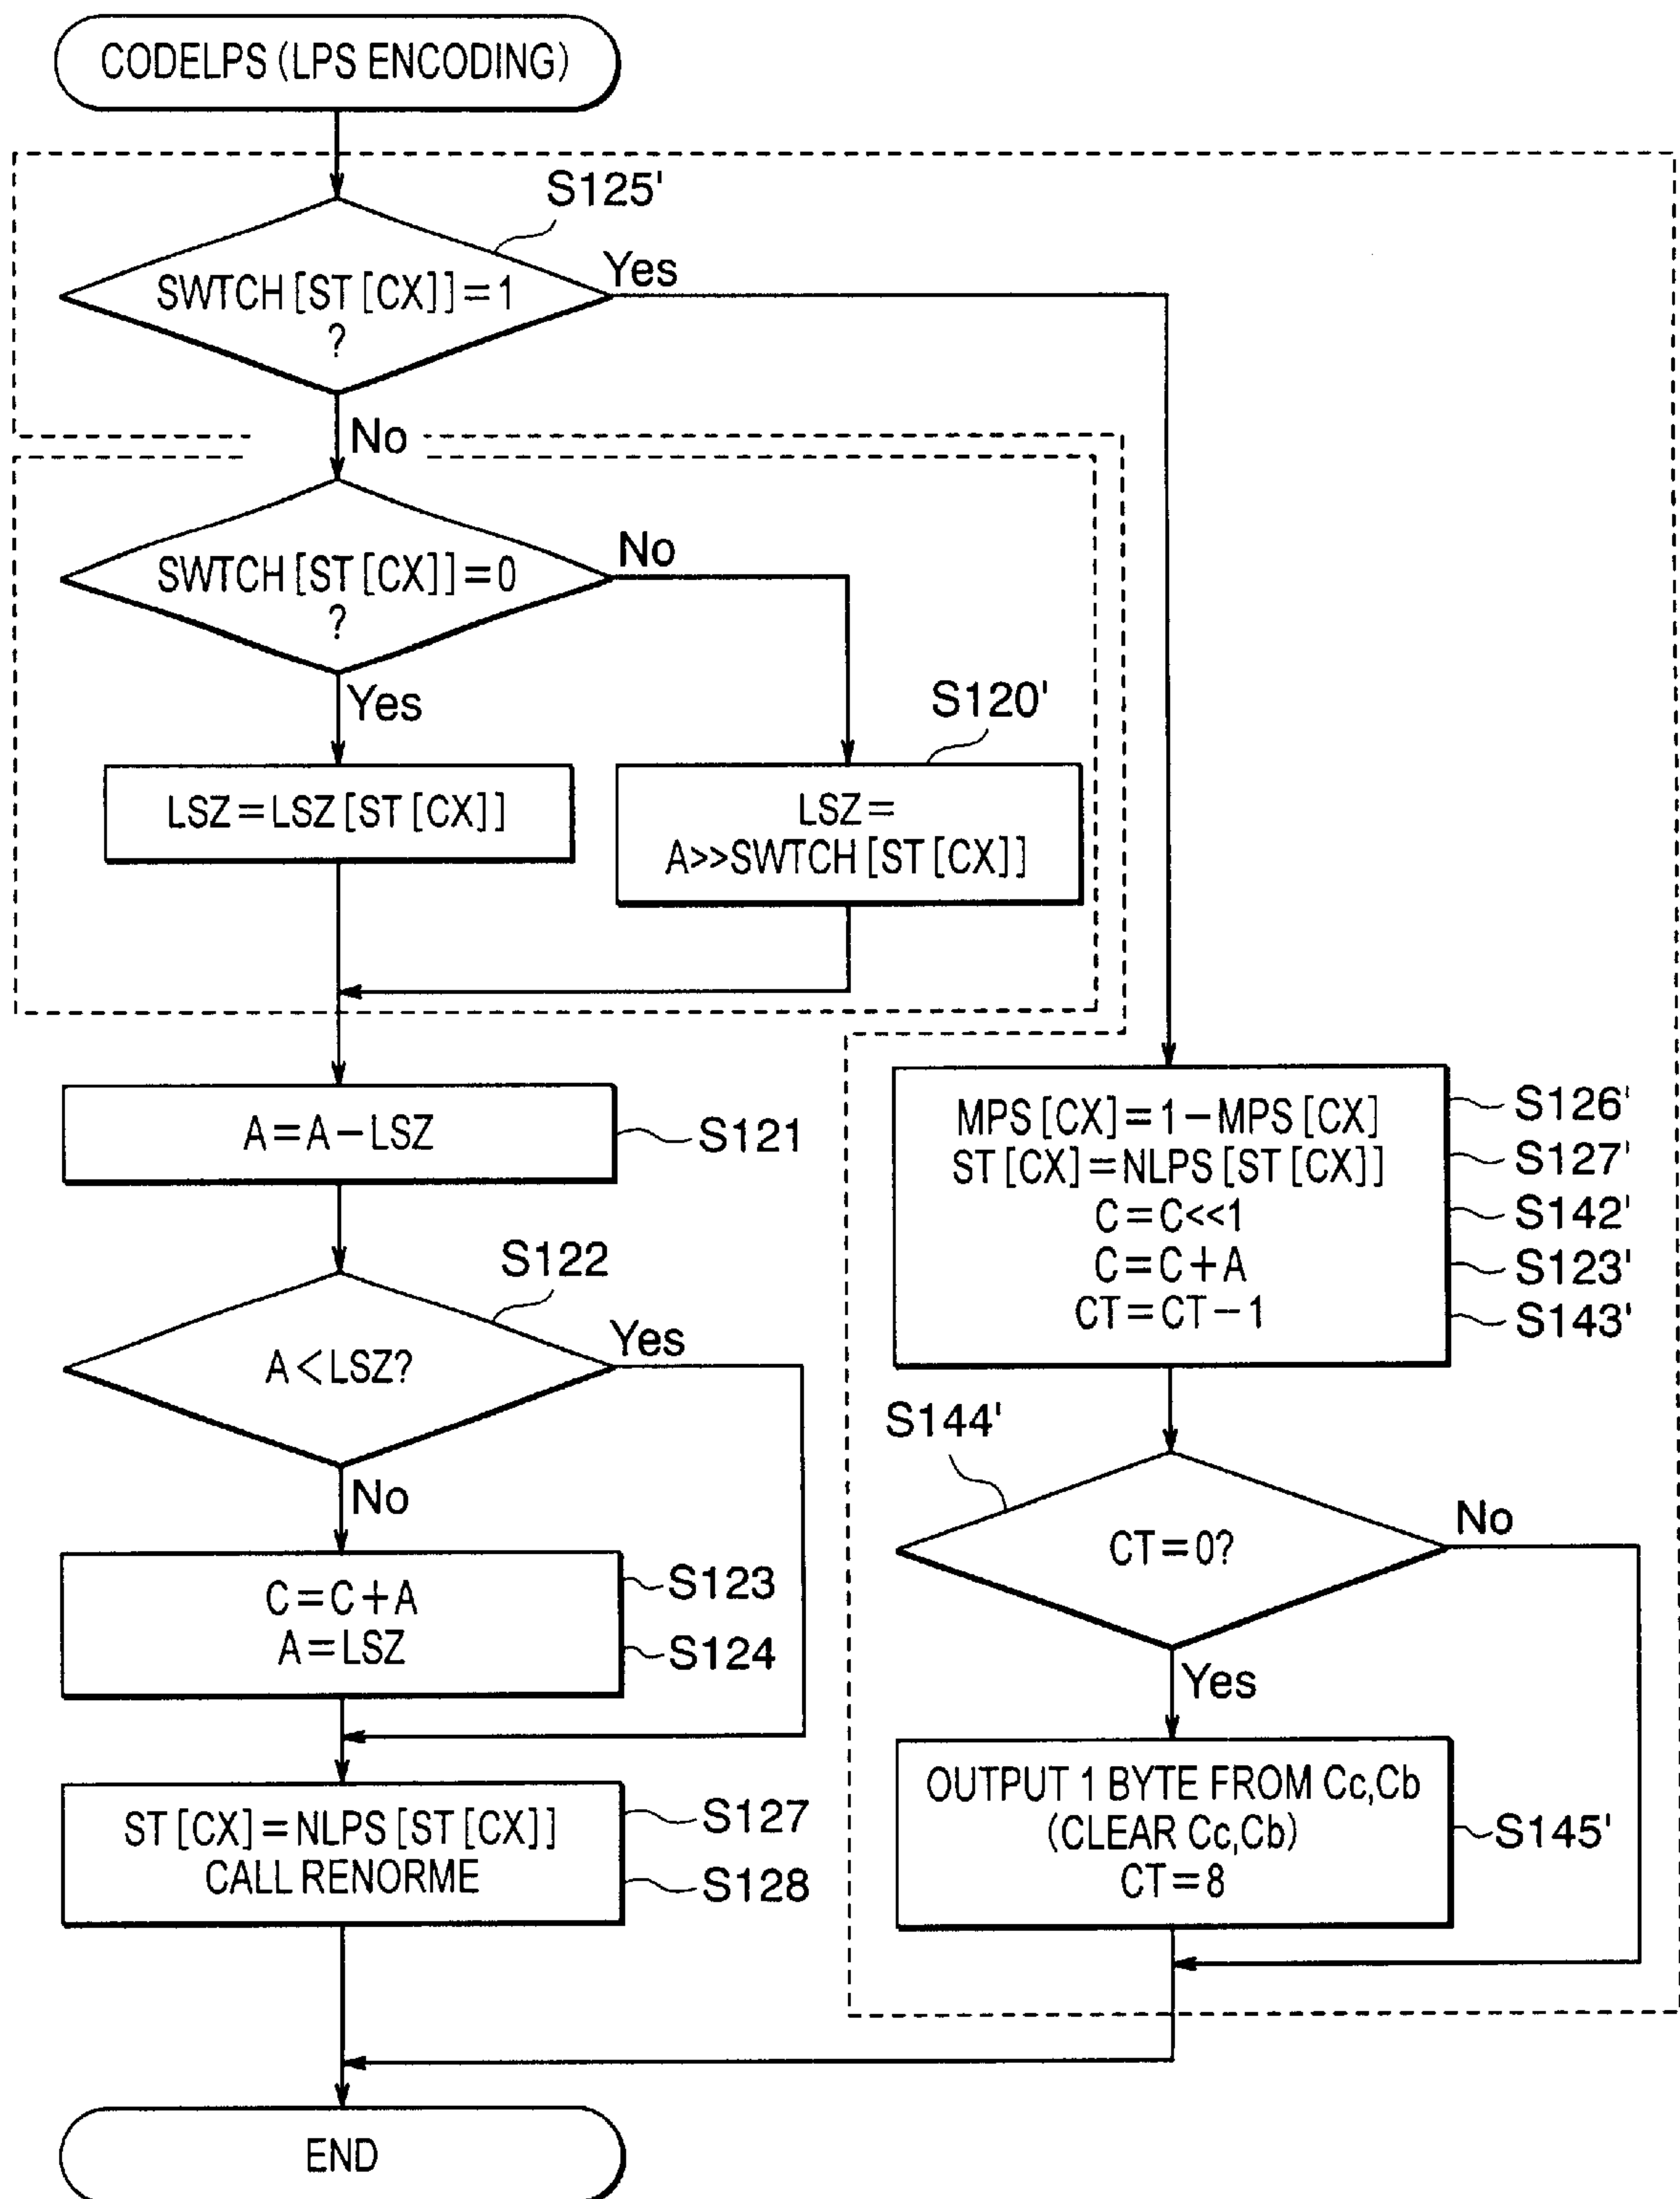 CODELPS (LPS ENCODING)
S125'
SWTCH [ST [CX]] = 1
?
Yes
No
SWTCH [ST [CX]] = 0
?
No
Yes
S120'
LSZ = LSZ [ST [CX]]
LSZ =
A>>SWTCH [ST [CX]]
A = A - LSZ
S121
S122
A < LSZ?
Yes
No
C = C + A
S123
A = LSZ
S124
ST [CX] = NLPS [ST [CX]]
S127
CALL RENORME
S128
MPS [CX] = 1 - MPS [CX]
S126'
ST [CX] = NLPS [ST [CX]]
S127'
C = C<<1
S142'
C = C + A
S123'
CT = CT - 1
S143'
S144'
CT = 0?
No
Yes
OUTPUT 1 BYTE FROM Cc,Cb
(CLEAR Cc,Cb)
CT = 8
S145'
END